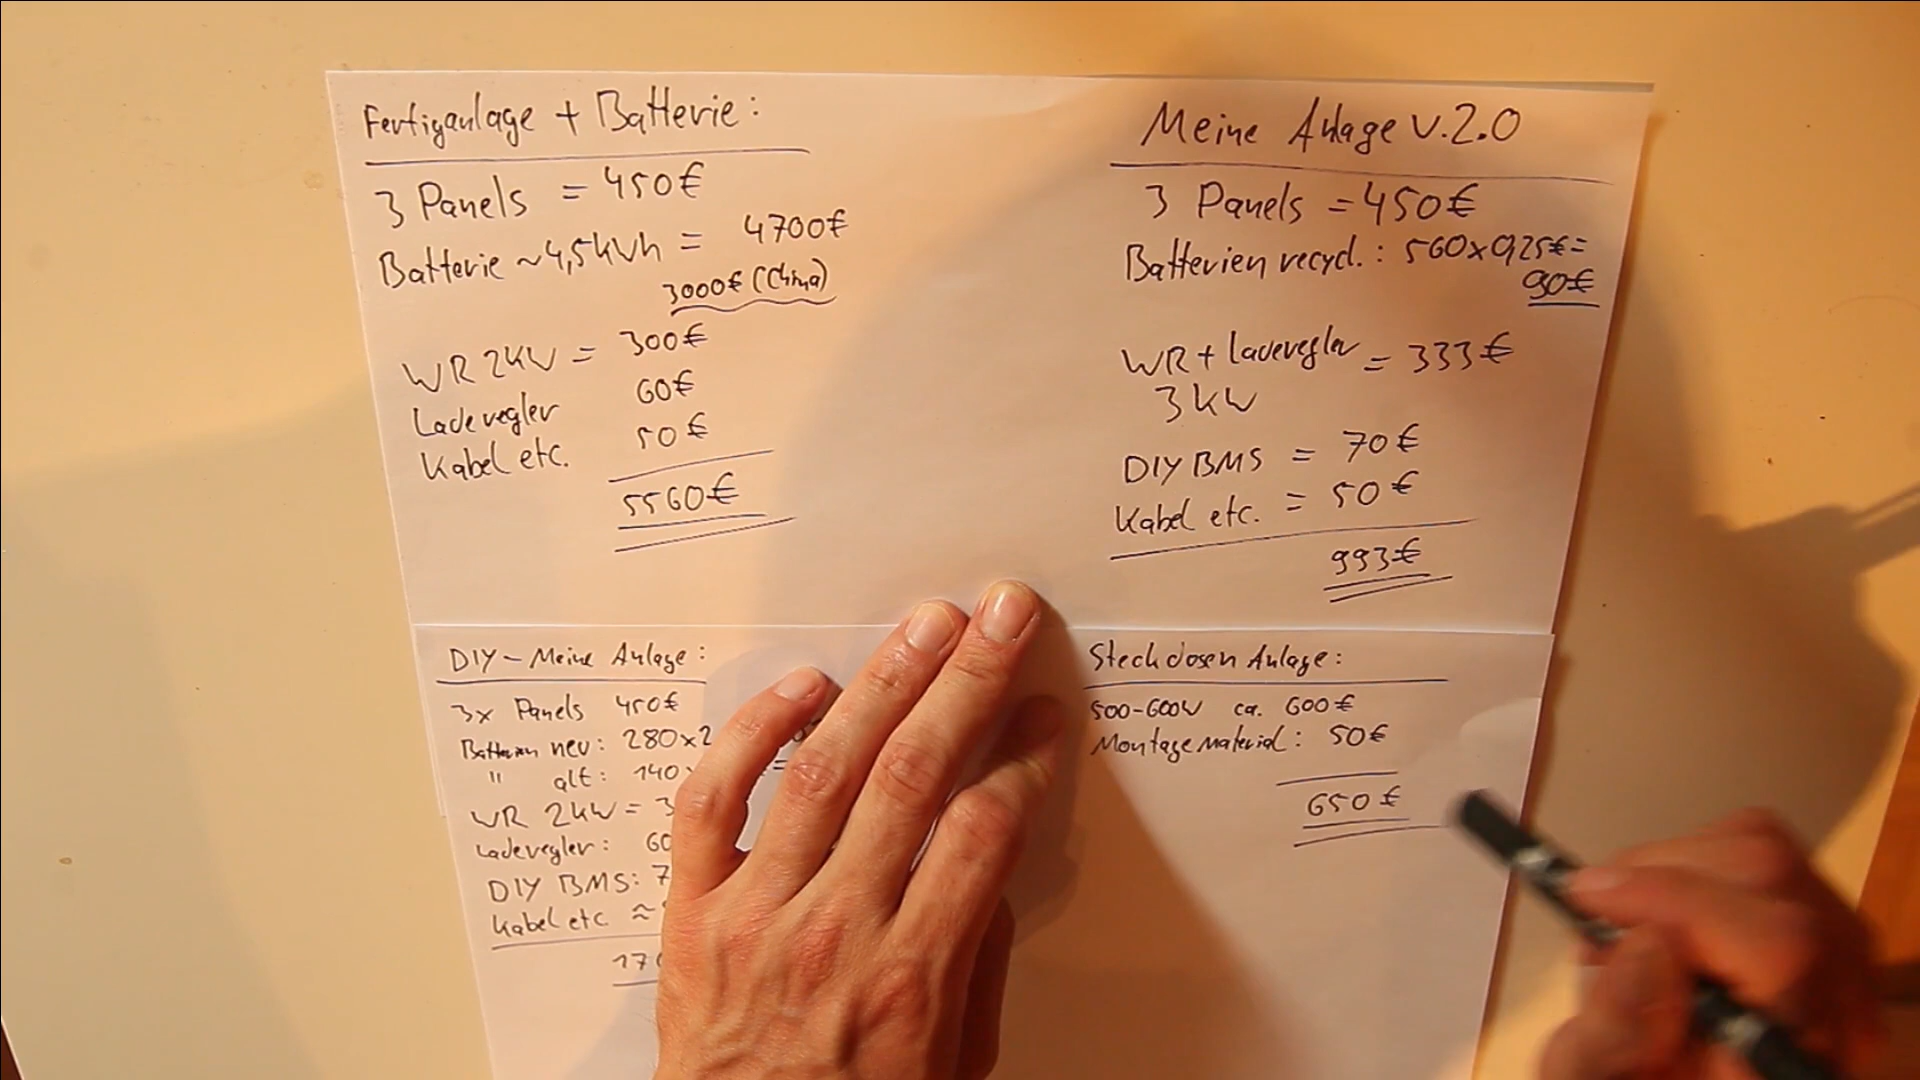 Fertiganlage + Batterie:
3 Panels = 450€
Batterie ~4,5kWh = 4700€
3000€ (China)
WR 2KW = 300€
Laderegler 60€
Kabel etc. 50€
5560€
Meine Anlage V.2.0
3 Panels = 450€
Batterien recycl.: 560x0,25€=
90€
WR + Laderegler = 333€
3kW
DIY BMS = 70€
Kabel etc. = 50€
993€
DIY - Meine Anlage:
3x Panels 450€
Batterien neu: 280x2
" alt: 140
WR 2kW = 3
Laderegler: 60
DIY BMS: 7
Kabel etc ≈
170
Steckdosen Anlage:
500-600W ca. 600€
Montagematerial: 50€
650€